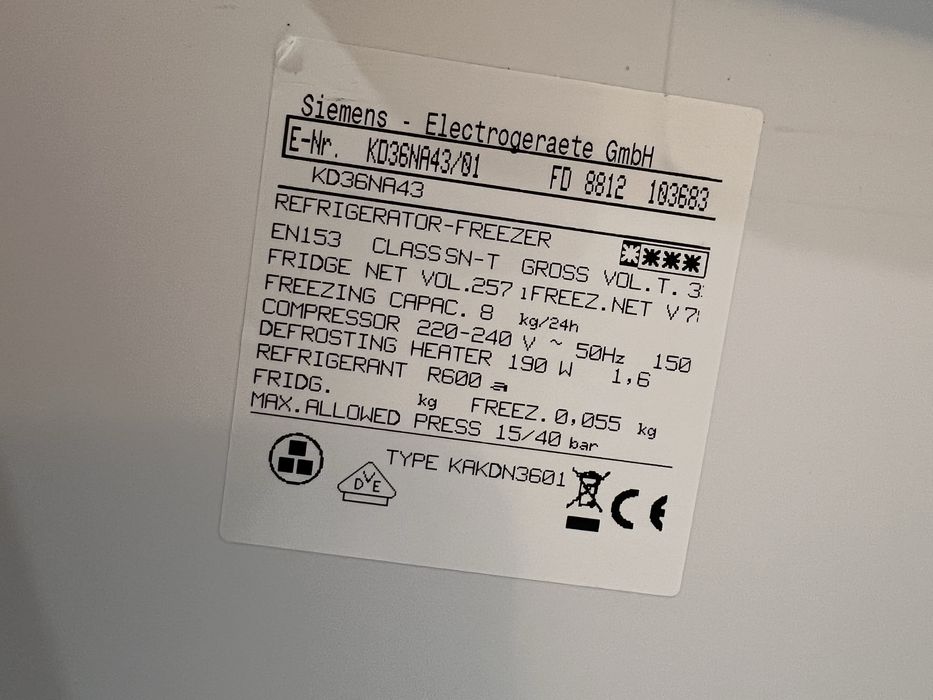 Siemens - Electrogeraete GmbH
E-Nr. KD36NA43/01 FD 8812 103683
KD36NA43
REFRIGERATOR-FREEZER
EN153 CLASS SN-T GROSS VOL.T.
FRIDGE NET VOL.257 l FREEZ.NET V
FREEZING CAPAC. 8 kg/24h
COMPRESSOR 220-240 V ~ 50Hz 150
DEFROSTING HEATER 190 W 1,6
REFRIGERANT R600 a
FRIDG. kg FREEZ. 0,055 kg
MAX.ALLOWED PRESS 15/40 bar
TYPE KAKDN3601
DVE
CE